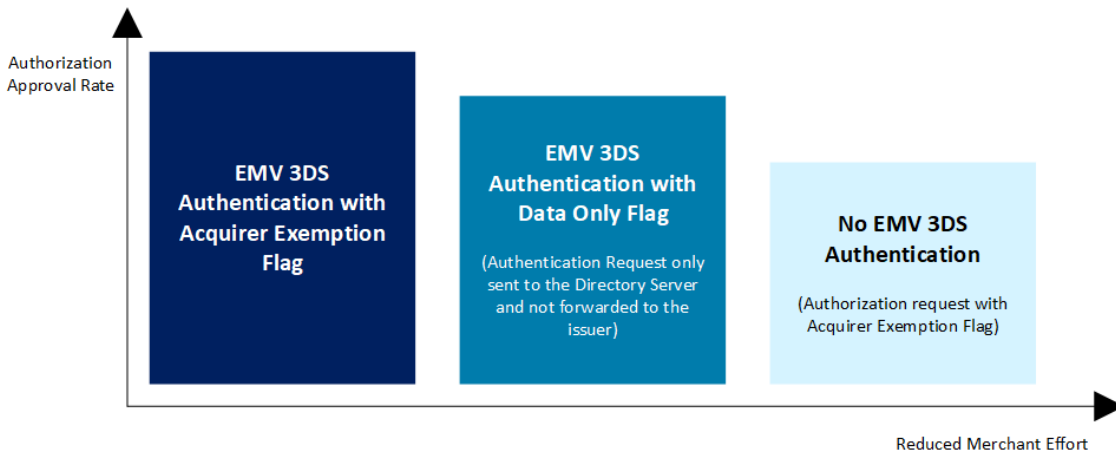 Authorization
Approval Rate
EMV 3DS
Authentication with
Acquirer Exemption
Flag
EMV 3DS
Authentication with
Data Only Flag
(Authentication Request only
sent to the Directory Server
and not forwarded to the
issuer)
No EMV 3DS
Authentication
(Authorization request with
Acquirer Exemption Flag)
Reduced Merchant Effort